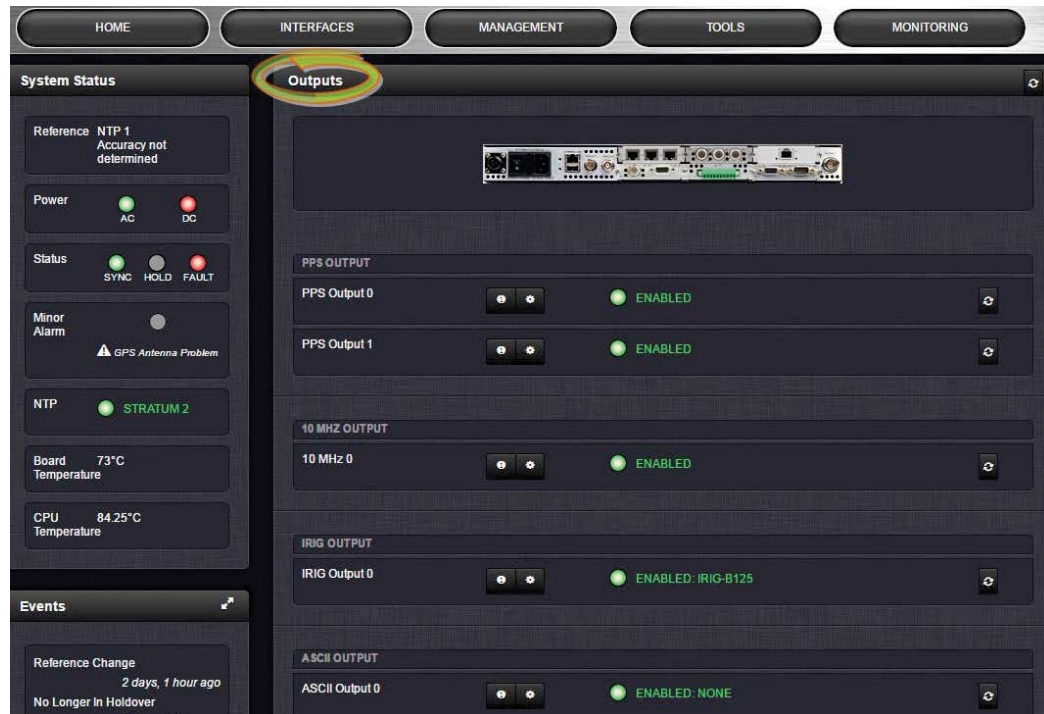 HOME
INTERFACES
MANAGEMENT
TOOLS
MONITORING
System Status
Reference NTP 1
Accuracy not
determined
Power
AC DC
Status
SYNC HOLD FAULT
Minor
Alarm
GPS Antenna Problem
NTP STRATUM 2
Board 73°C
Temperature
CPU 84.25°C
Temperature
Events
Reference Change
2 days, 1 hour ago
No Longer In Holdover
Outputs
PPS OUTPUT
PPS Output 0 ENABLED
PPS Output 1 ENABLED
10 MHZ OUTPUT
10 MHz 0 ENABLED
IRIG OUTPUT
IRIG Output 0 ENABLED: IRIG-B125
ASCII OUTPUT
ASCII Output 0 ENABLED: NONE